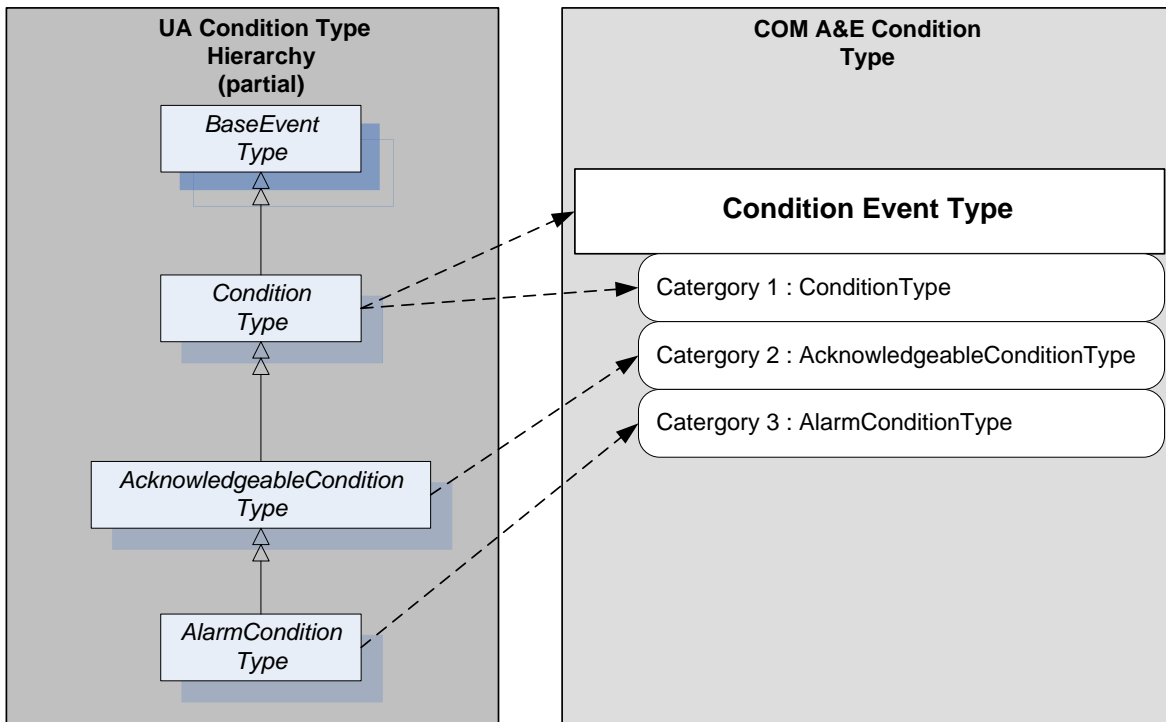 UA Condition Type
Hierarchy
(partial)
BaseEvent
Type
Condition
Type
AcknowledgeableCondition
Type
AlarmCondition
Type
COM A&E Condition
Type
Condition Event Type
Catergory 1 : ConditionType
Catergory 2 : AcknowledgeableConditionType
Catergory 3 : AlarmConditionType